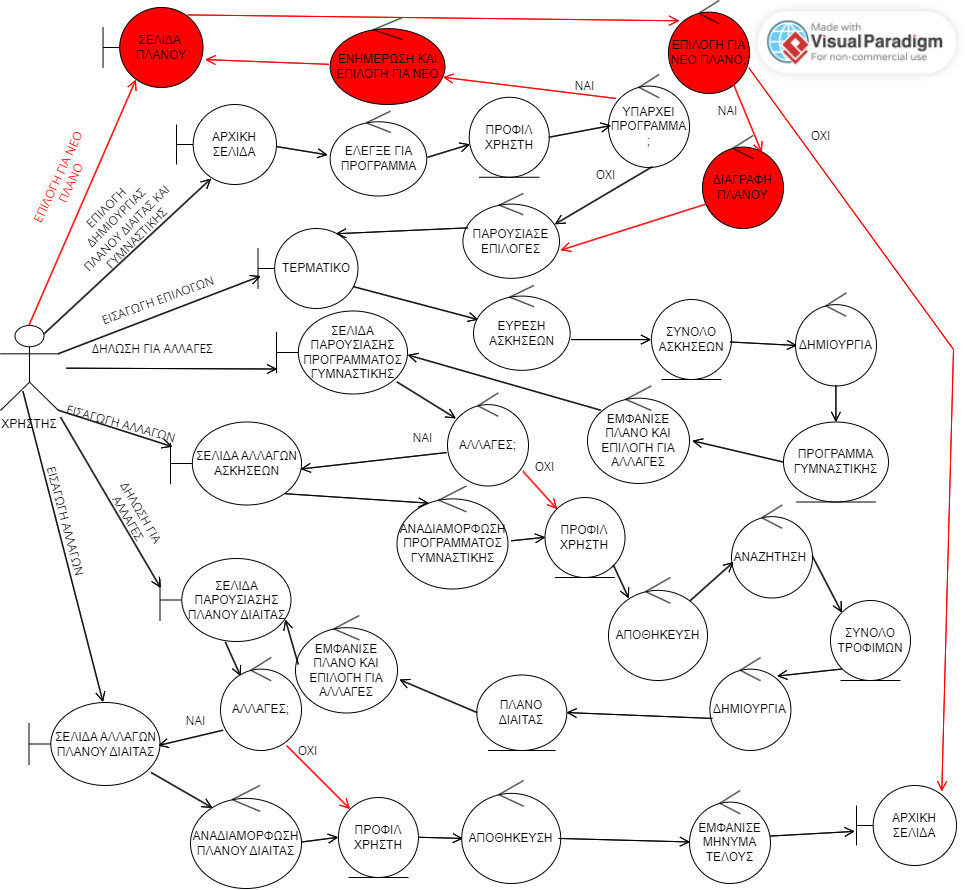 ΣΕΛΙΔΑ
ΠΛΑΝΟΥ
ΕΝΗΜΕΡΩΣΗ ΚΑΙ
ΕΠΙΛΟΓΗ ΓΙΑ ΝΕΟ
ΕΠΙΛΟΓΗ ΓΙΑ
ΝΕΟ ΠΛΑΝΟ;
Made with
Visual Paradigm
For non-commercial use
ΝΑΙ
ΝΑΙ
ΟΧΙ
ΑΡΧΙΚΗ
ΣΕΛΙΔΑ
ΕΛΕΓΞΕ ΓΙΑ
ΠΡΟΓΡΑΜΜΑ
ΠΡΟΦΙΛ
ΧΡΗΣΤΗ
ΥΠΑΡΧΕΙ
ΠΡΟΓΡΑΜΜΑ
;
ΟΧΙ
ΔΙΑΓΡΑΦΗ
ΠΛΑΝΟΥ
ΕΠΙΛΟΓΗ ΓΙΑ ΝΕΟ
ΠΛΑΝΟ
ΕΠΙΛΟΓΗ
ΔΗΜΙΟΥΡΓΙΑΣ
ΠΛΑΝΟΥ ΔΙΑΙΤΑΣ ΚΑΙ
ΓΥΜΝΑΣΤΙΚΗΣ
ΠΑΡΟΥΣΙΑΣΕ
ΕΠΙΛΟΓΕΣ
ΤΕΡΜΑΤΙΚΟ
ΕΙΣΑΓΩΓΗ ΕΠΙΛΟΓΩΝ
ΕΥΡΕΣΗ
ΑΣΚΗΣΕΩΝ
ΣΥΝΟΛΟ
ΑΣΚΗΣΕΩΝ
ΔΗΜΙΟΥΡΓΙΑ
ΔΗΛΩΣΗ ΓΙΑ ΑΛΛΑΓΕΣ
ΣΕΛΙΔΑ
ΠΑΡΟΥΣΙΑΣΗΣ
ΠΡΟΓΡΑΜΜΑΤΟΣ
ΓΥΜΝΑΣΤΙΚΗΣ
ΧΡΗΣΤΗΣ
ΕΙΣΑΓΩΓΗ ΑΛΛΑΓΩΝ
ΝΑΙ
ΑΛΛΑΓΕΣ;
ΕΜΦΑΝΙΣΕ
ΠΛΑΝΟ ΚΑΙ
ΕΠΙΛΟΓΗ ΓΙΑ
ΑΛΛΑΓΕΣ
ΠΡΟΓΡΑΜΜΑ
ΓΥΜΝΑΣΤΙΚΗΣ
ΣΕΛΙΔΑ ΑΛΛΑΓΩΝ
ΑΣΚΗΣΕΩΝ
ΟΧΙ
ΕΙΣΑΓΩΓΗ ΑΛΛΑΓΩΝ
ΔΗΛΩΣΗ ΓΙΑ
ΑΛΛΑΓΕΣ
ΑΝΑΔΙΑΜΟΡΦΩΣΗ
ΠΡΟΓΡΑΜΜΑΤΟΣ
ΓΥΜΝΑΣΤΙΚΗΣ
ΠΡΟΦΙΛ
ΧΡΗΣΤΗ
ΑΝΑΖΗΤΗΣΗ
ΣΕΛΙΔΑ
ΠΑΡΟΥΣΙΑΣΗΣ
ΠΛΑΝΟΥ ΔΙΑΙΤΑΣ
ΑΠΟΘΗΚΕΥΣΗ
ΣΥΝΟΛΟ
ΤΡΟΦΙΜΩΝ
ΕΜΦΑΝΙΣΕ
ΠΛΑΝΟ ΚΑΙ
ΕΠΙΛΟΓΗ ΓΙΑ
ΑΛΛΑΓΕΣ
ΑΛΛΑΓΕΣ;
ΠΛΑΝΟ
ΔΙΑΙΤΑΣ
ΔΗΜΙΟΥΡΓΙΑ
ΝΑΙ
ΣΕΛΙΔΑ ΑΛΛΑΓΩΝ
ΠΛΑΝΟΥ ΔΙΑΙΤΑΣ
ΟΧΙ
ΑΝΑΔΙΑΜΟΡΦΩΣΗ
ΠΛΑΝΟΥ ΔΙΑΙΤΑΣ
ΠΡΟΦΙΛ
ΧΡΗΣΤΗ
ΑΠΟΘΗΚΕΥΣΗ
ΕΜΦΑΝΙΣΕ
ΜΗΝΥΜΑ
ΤΕΛΟΥΣ
ΑΡΧΙΚΗ
ΣΕΛΙΔΑ